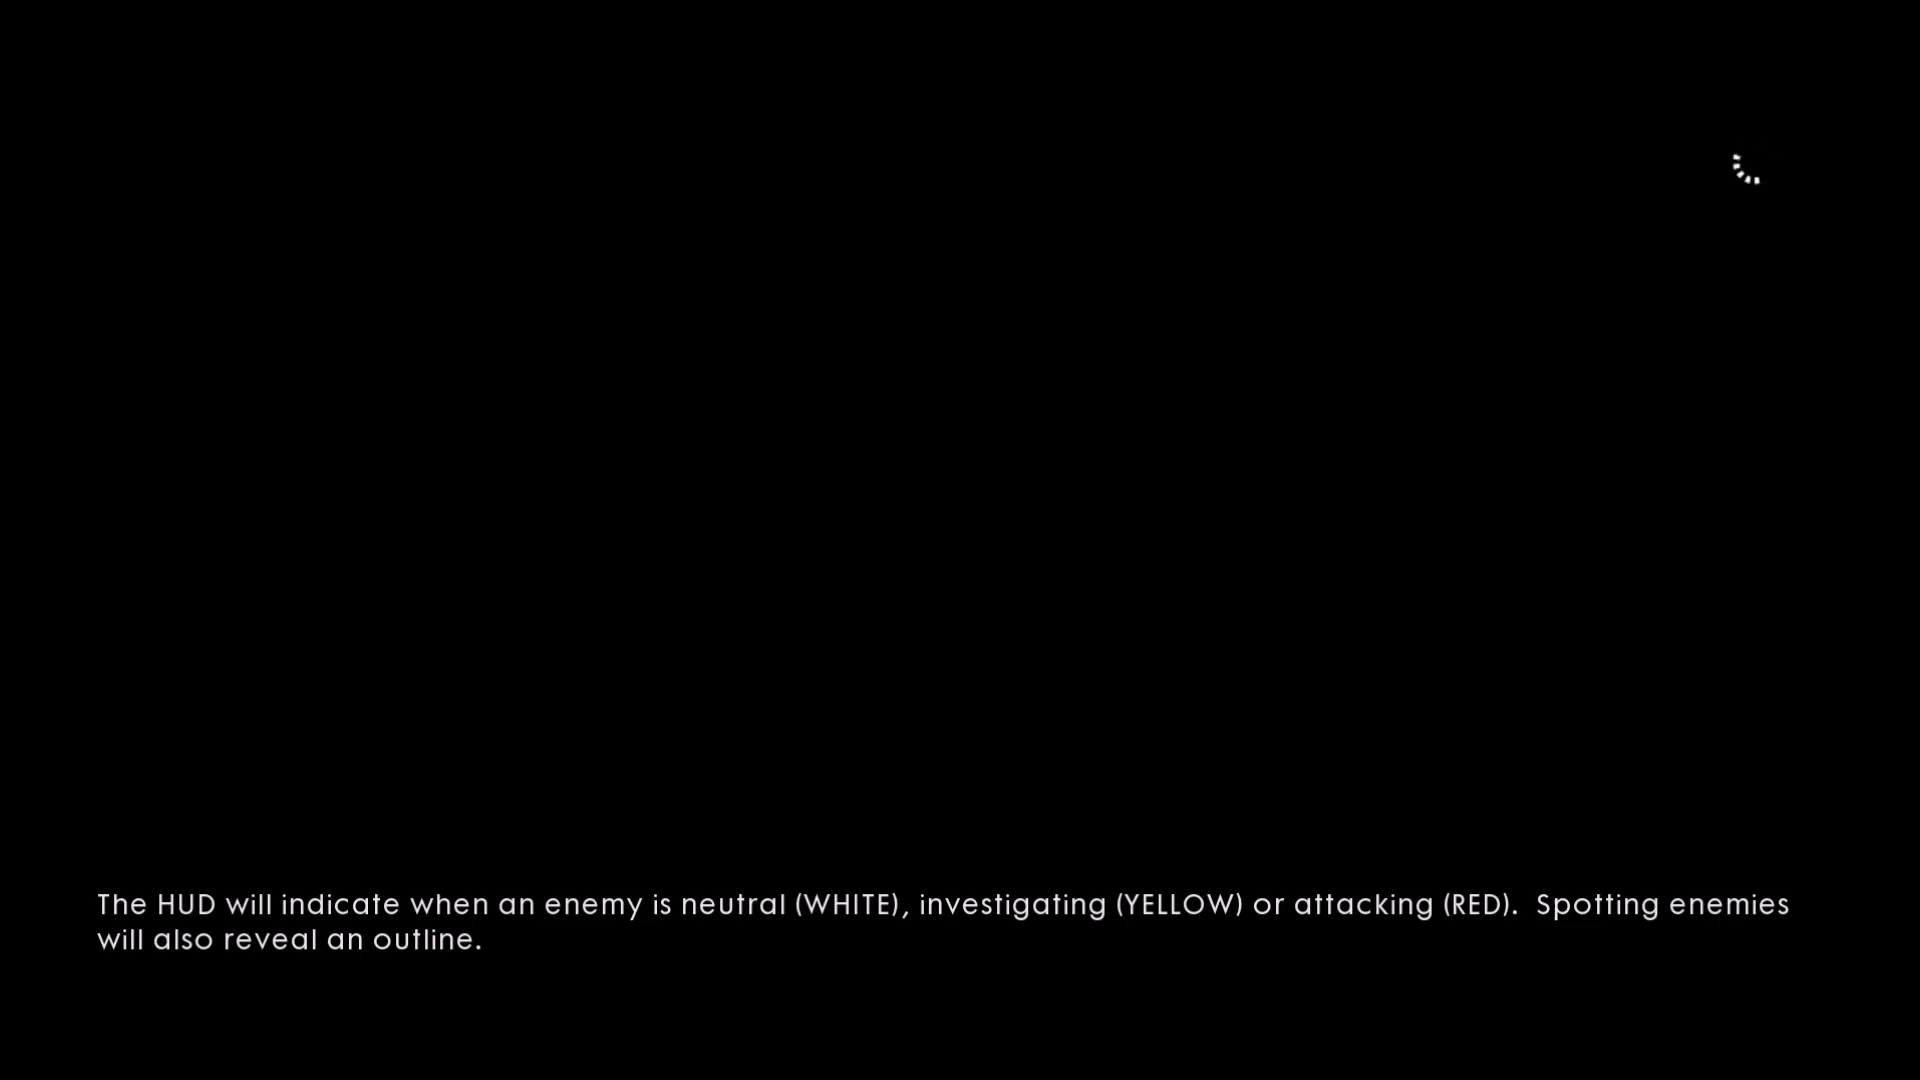 The HUD will indicate when an enemy is neutral (WHITE), investigating (YELLOW) or attacking (RED).  Spotting enemies
will also reveal an outline.